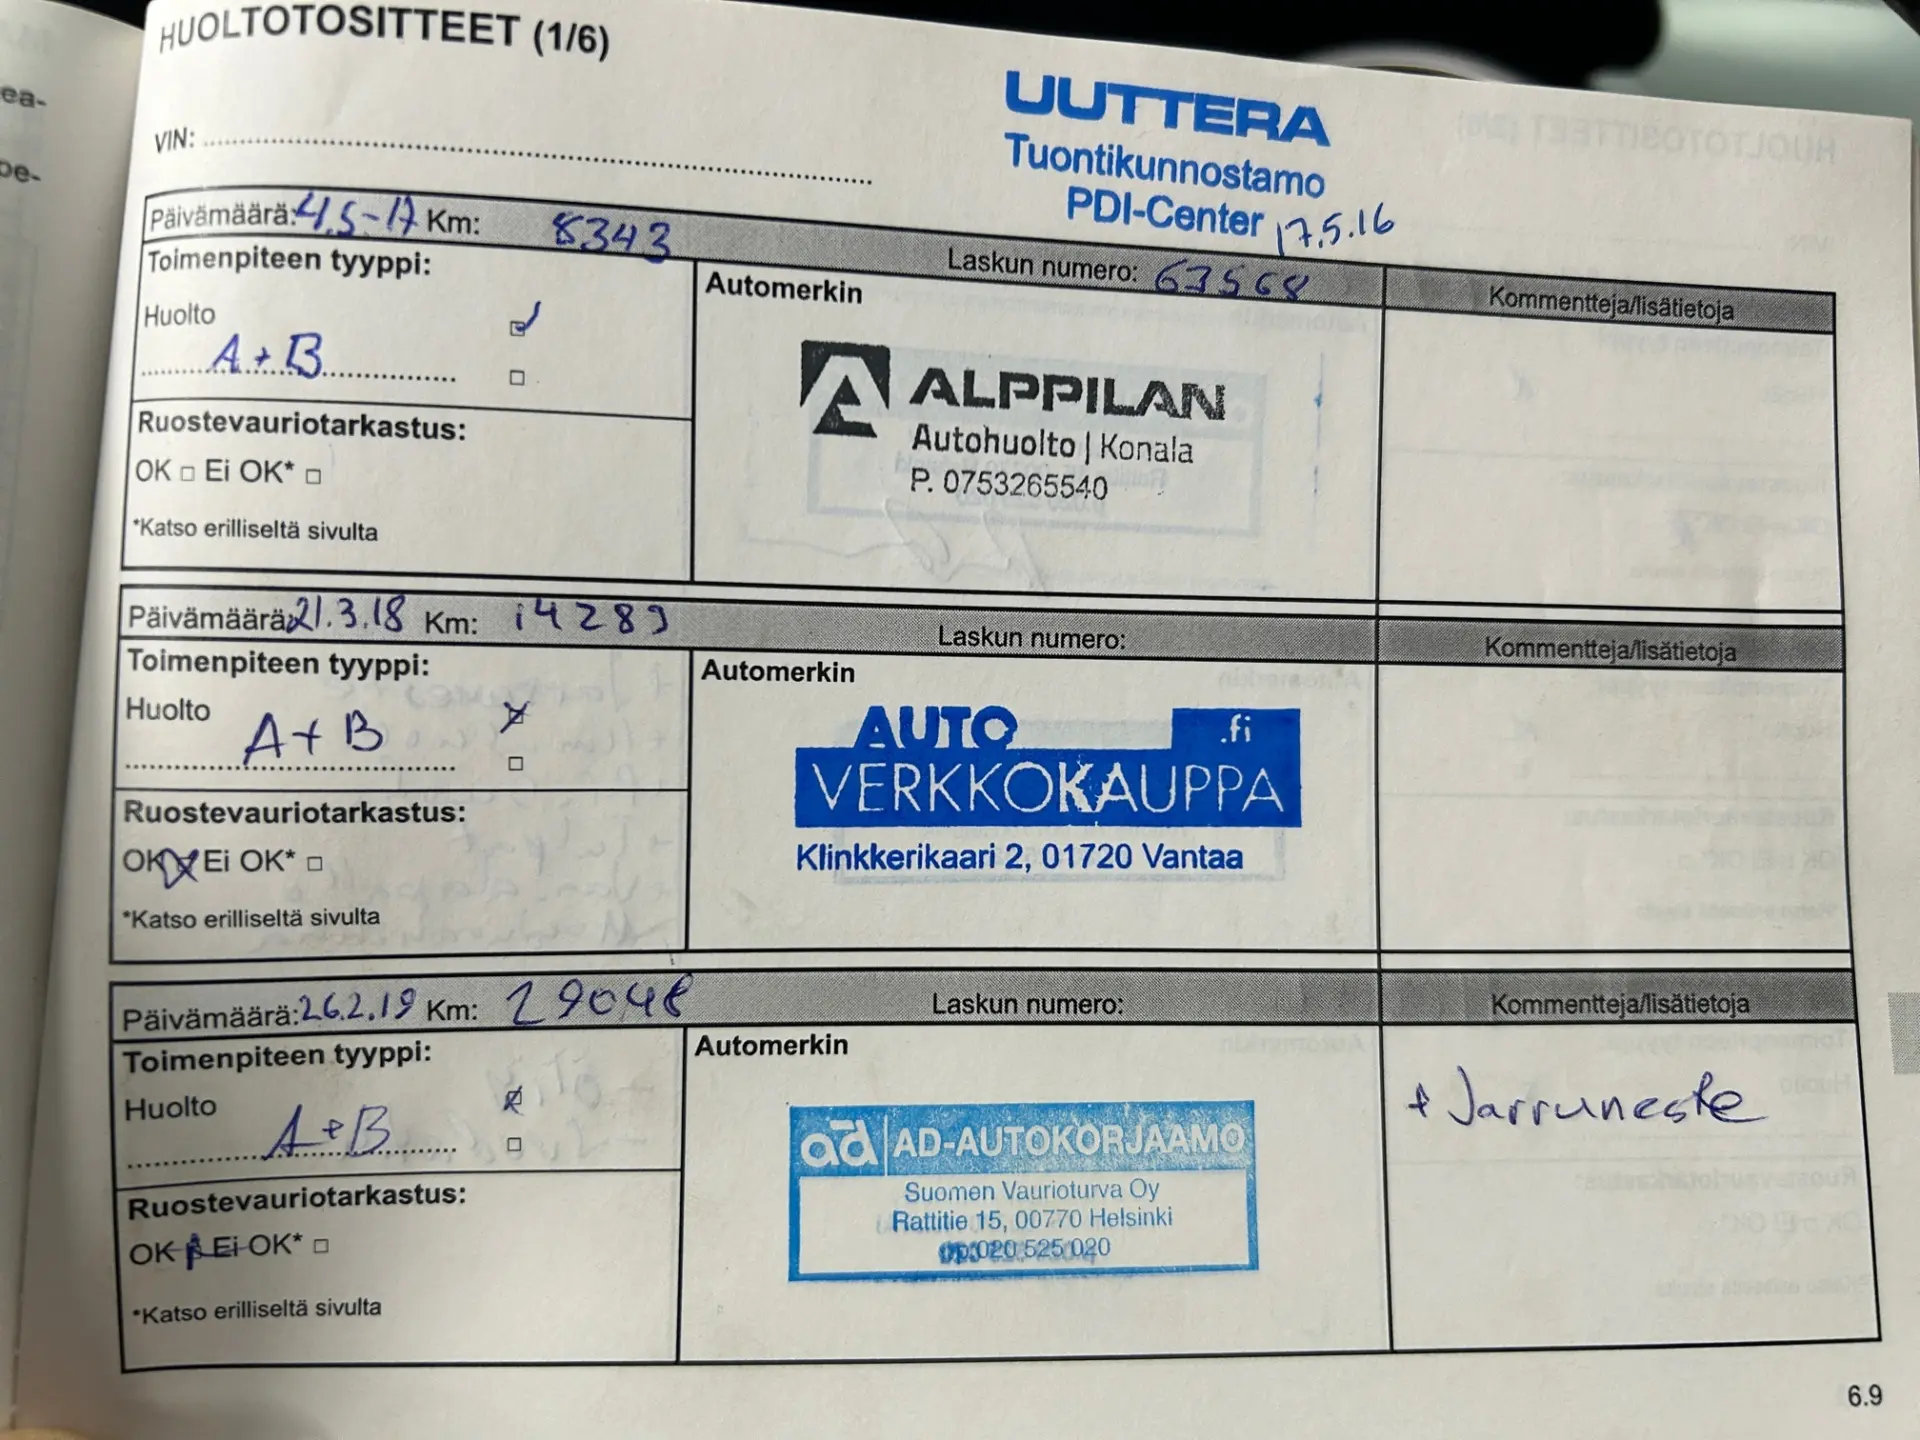 ea-
pe-
HUOLTOTOSITTEET (1/6)
UUTTERA
Tuontikunnostamo
PDI-Center 17.5.16
VIN:
Päivämäärä: 4.5-17 Km: 8343 Laskun numero: 67568 Kommentteja/lisätietoja
Toimenpiteen tyyppi:
Huolto
A+B
Ruostevauriotarkastus:
OK □ Ei OK* □
*Katso erilliseltä sivulta
Automerkin
ALPPILAN
Autohuolto | Konala
P. 0753265540
Päivämäärä: 21.3.18 Km: 14289 Laskun numero: Kommentteja/lisätietoja
Toimenpiteen tyyppi:
Huolto
A+B
Ruostevauriotarkastus:
OK Ei OK* □
*Katso erilliseltä sivulta
Automerkin
AUTO .fi
VERKKOKAUPPA
Klinkkerikaari 2, 01720 Vantaa
Päivämäärä: 26.2.19 Km: 29048 Laskun numero: Kommentteja/lisätietoja
Toimenpiteen tyyppi:
Huolto
A+B
Ruostevauriotarkastus:
OK Ei OK* □
*Katso erilliseltä sivulta
Automerkin
ad AD-AUTOKORJAAMO
Suomen Vaurioturva Oy
Rattitie 15, 00770 Helsinki
p.020 525 020
+ Jarruneste
6.9